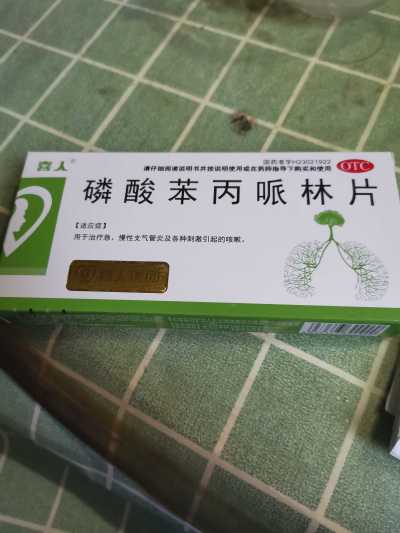 喜人®
国药准字H23021922
OTC
请仔细阅读说明书并按说明使用或在药师指导下购买和使用
磷酸苯丙哌林片
【适应症】
用于治疗急、慢性支气管炎及各种刺激引起的咳嗽。